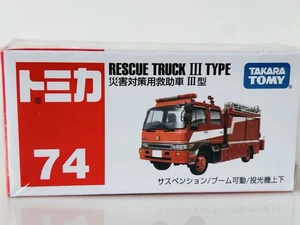 トミカ
RESCUE TRUCK III TYPE
災害対策用救助車 III型
TAKARA
TOMY
74
サスペンション/ブーム可動/投光機上下